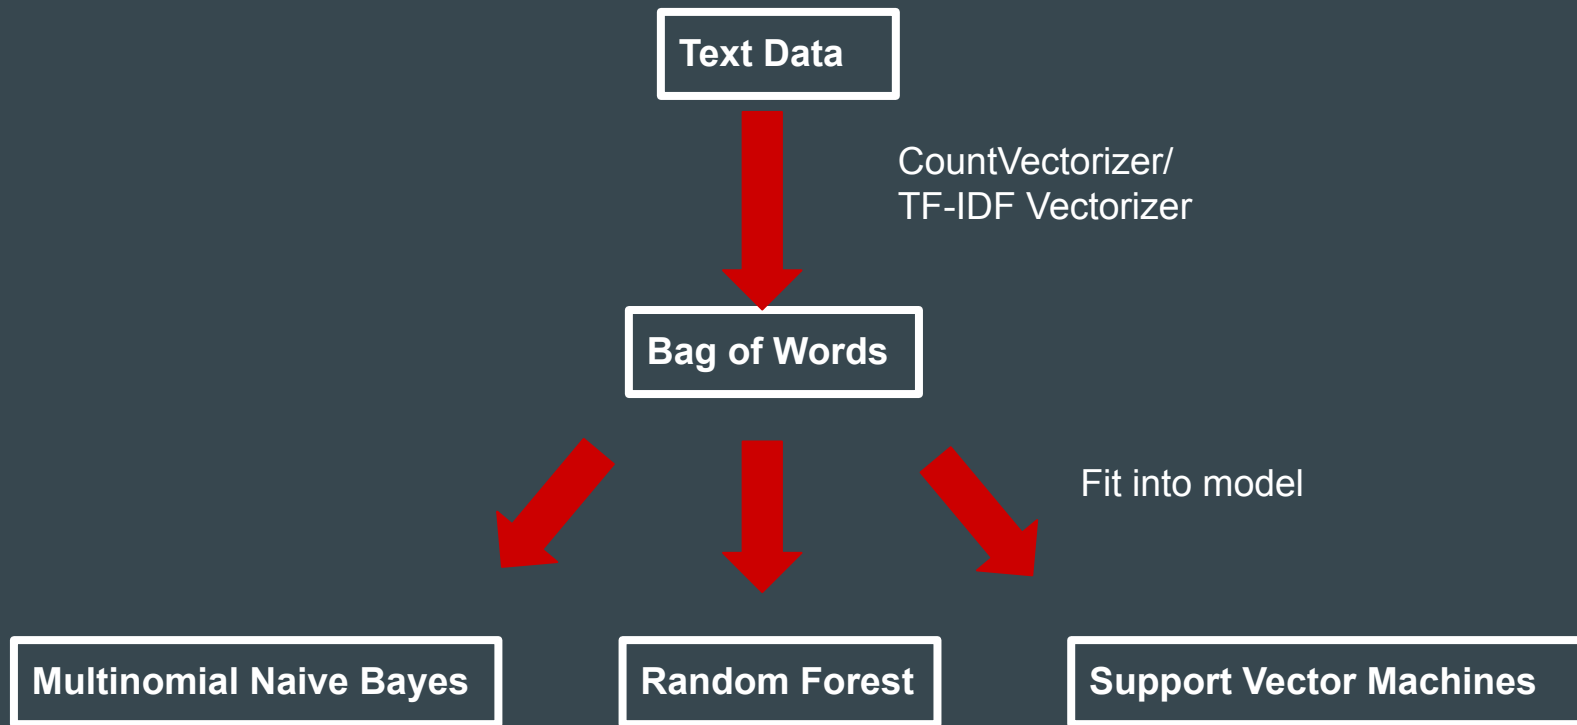 Text Data
CountVectorizer/
TF-IDF Vectorizer
Bag of Words
Fit into model
Multinomial Naive Bayes
Random Forest
Support Vector Machines